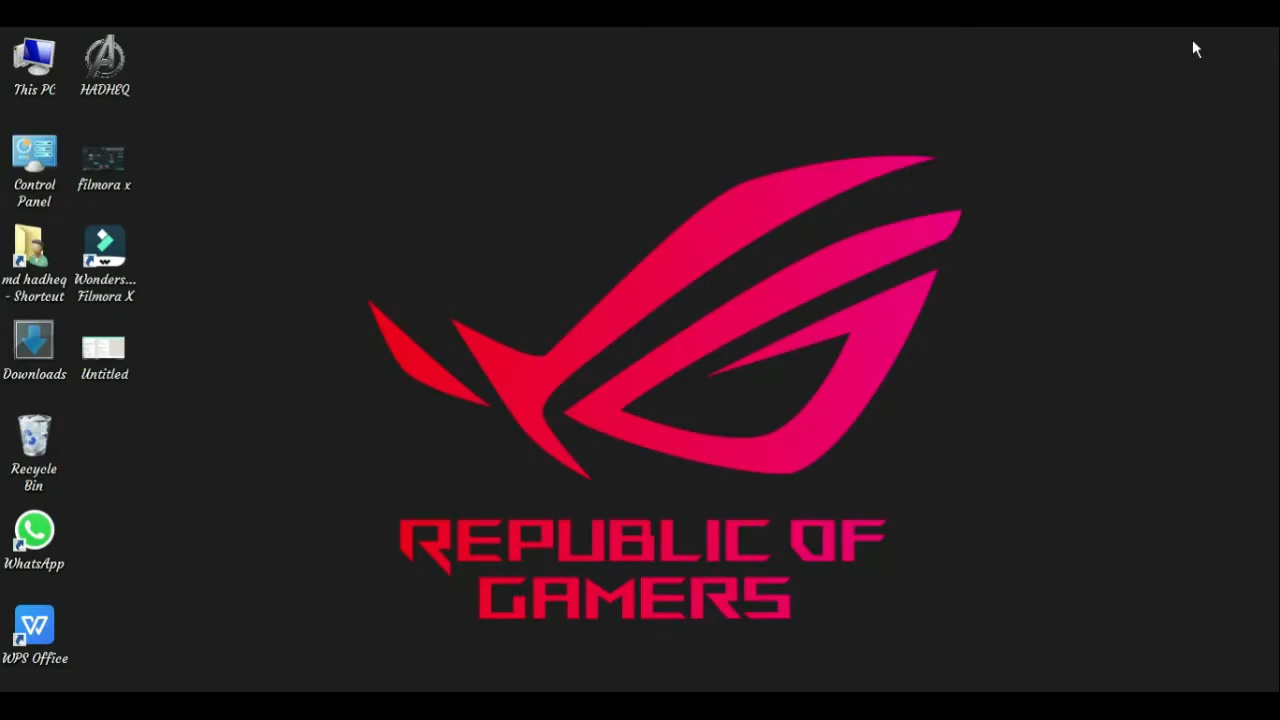 This PC
HADHEQ
Control
Panel
filmora x
md hadheq
- Shortcut
Wonders...
Filmora X
Downloads
Untitled
Recycle
Bin
WhatsApp
WPS Office
REPUBLIC OF
GAMERS